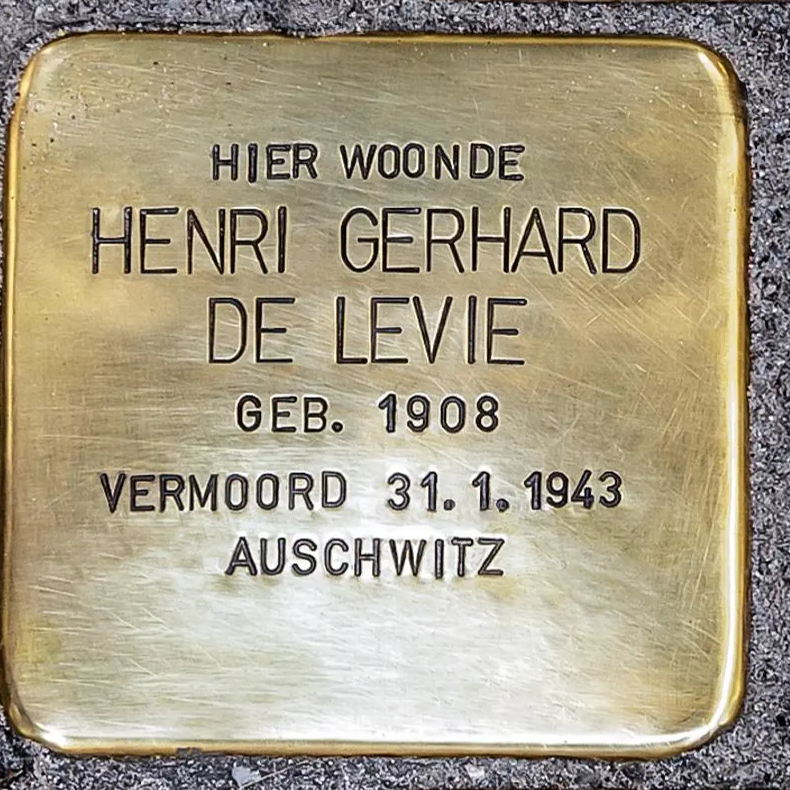 HIER WOONDE
HENRI GERHARD
DE LEVIE
GEB. 1908
VERMOORD 31.1.1943
AUSCHWITZ